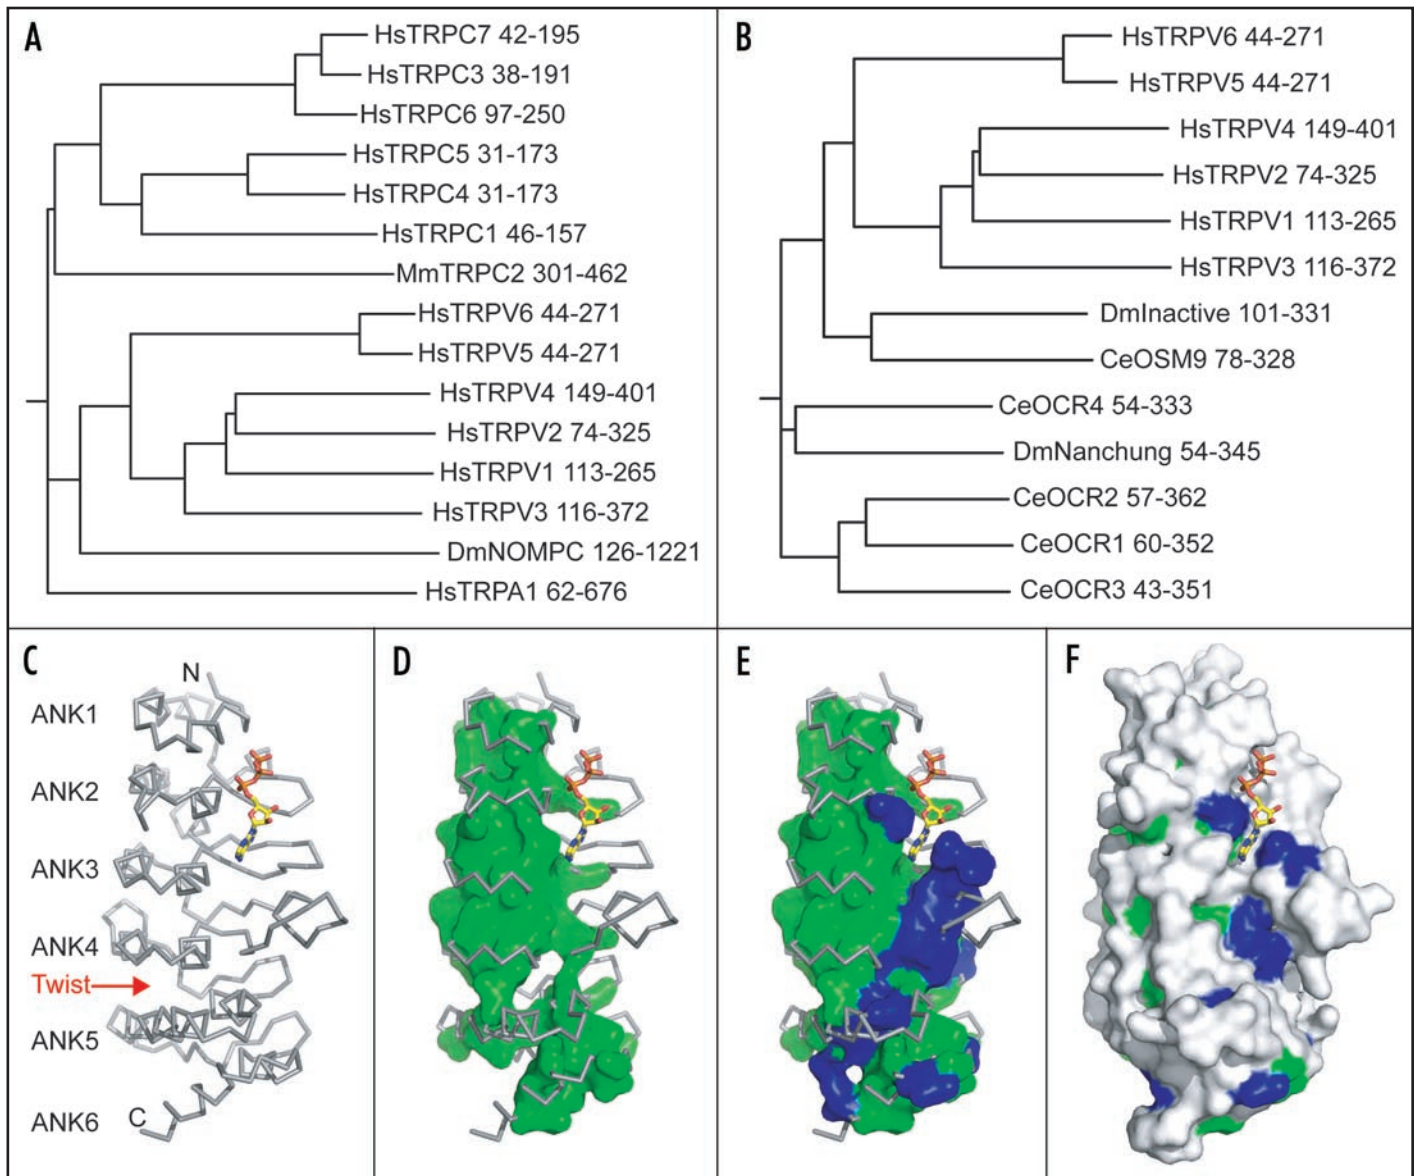 A
HsTRPC7 42-195
HsTRPC3 38-191
HsTRPC6 97-250
HsTRPC5 31-173
HsTRPC4 31-173
HsTRPC1 46-157
MmTRPC2 301-462
HsTRPV6 44-271
HsTRPV5 44-271
HsTRPV4 149-401
HsTRPV2 74-325
HsTRPV1 113-265
HsTRPV3 116-372
DmNOMPC 126-1221
HsTRPA1 62-676
B
HsTRPV6 44-271
HsTRPV5 44-271
HsTRPV4 149-401
HsTRPV2 74-325
HsTRPV1 113-265
HsTRPV3 116-372
DmInactive 101-331
CeOSM9 78-328
CeOCR4 54-333
DmNanchung 54-345
CeOCR2 57-362
CeOCR1 60-352
CeOCR3 43-351
C
N
ANK1
ANK2
ANK3
ANK4
Twist
ANK5
ANK6
C
D
E
F